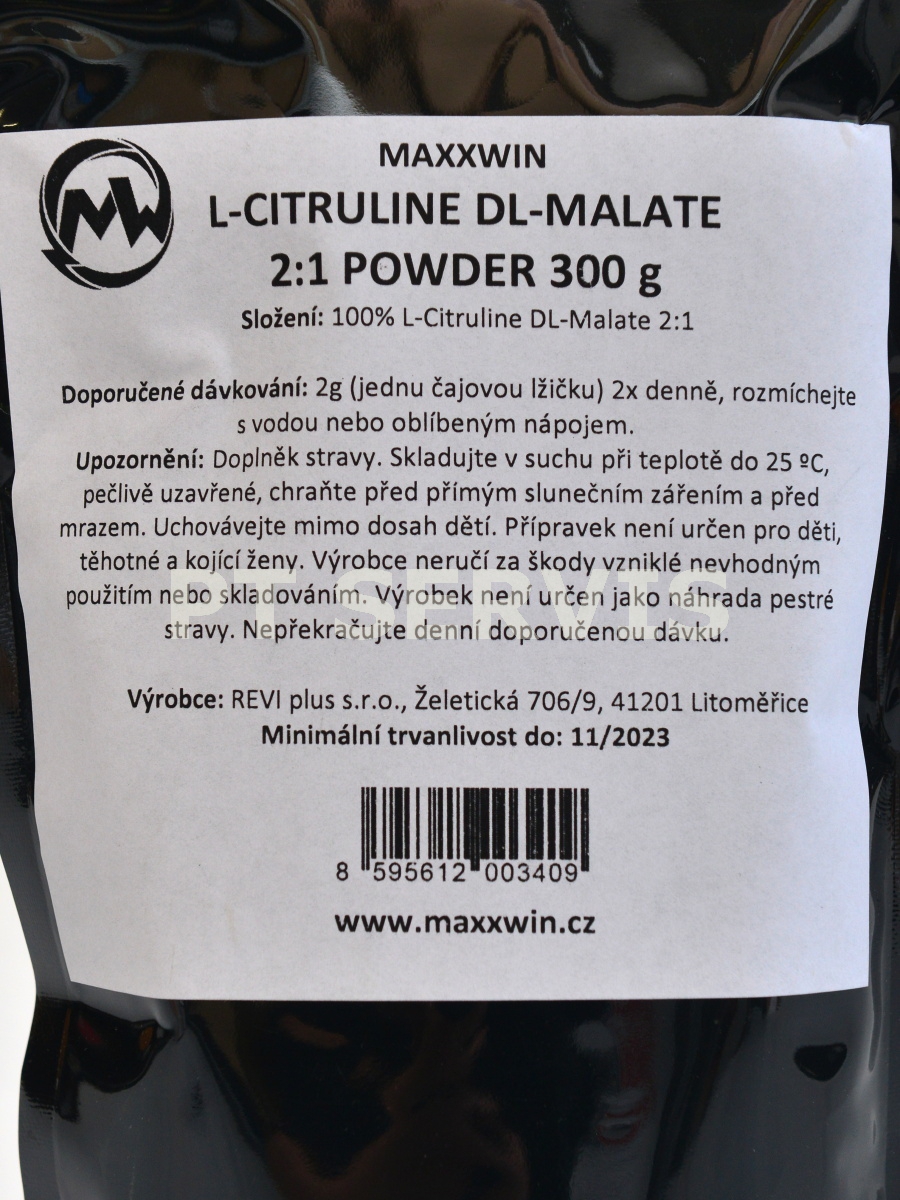 MW
MAXXWIN
L-CITRULINE DL-MALATE
2:1 POWDER 300 g
Složení: 100% L-Citruline DL-Malate 2:1
Doporučené dávkování: 2g (jednu čajovou lžičku) 2x denně, rozmíchejte
s vodou nebo oblíbeným nápojem.
Upozornění: Doplněk stravy. Skladujte v suchu při teplotě do 25 ºC,
pečlivě uzavřené, chraňte před přímým slunečním zářením a před
mrazem. Uchovávejte mimo dosah dětí. Přípravek není určen pro děti,
těhotné a kojící ženy. Výrobce neručí za škody vzniklé nevhodným
použitím nebo skladováním. Výrobek není určen jako náhrada pestré
PT SERVIS
stravy. Nepřekračujte denní doporučenou dávku.
Výrobce: REVI plus s.r.o., Želetická 706/9, 41201 Litoměřice
Minimální trvanlivost do: 11/2023
8 595612 003409
www.maxxwin.cz